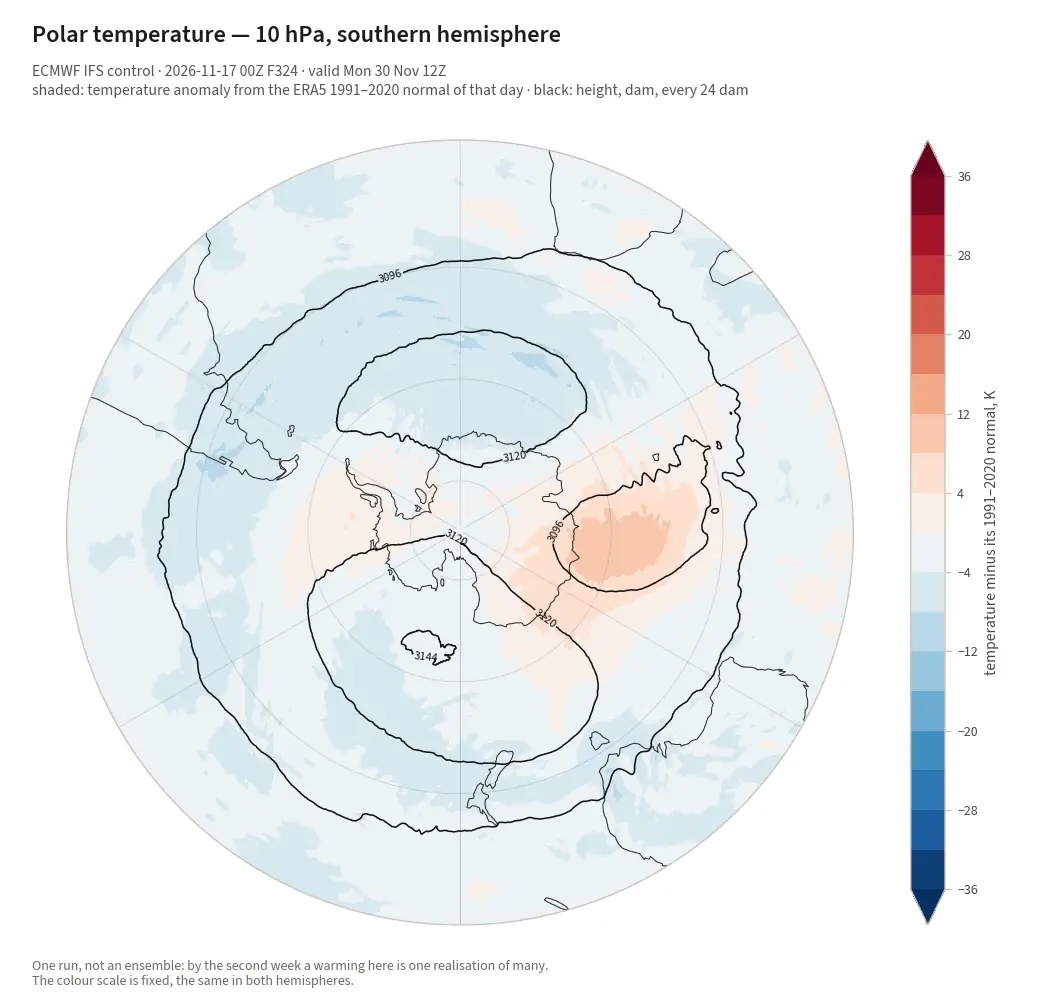 Polar temperature — 10 hPa, southern hemisphere
ECMWF IFS control · 2026-11-17 00Z F324 · valid Mon 30 Nov 12Z
shaded: temperature anomaly from the ERA5 1991–2020 normal of that day · black: height, dam, every 24 dam
3096
3120
3120
3096
3120
3144
36
28
20
12
4
−4
−12
−20
−28
−36
temperature minus its 1991–2020 normal, K
One run, not an ensemble: by the second week a warming here is one realisation of many.
The colour scale is fixed, the same in both hemispheres.